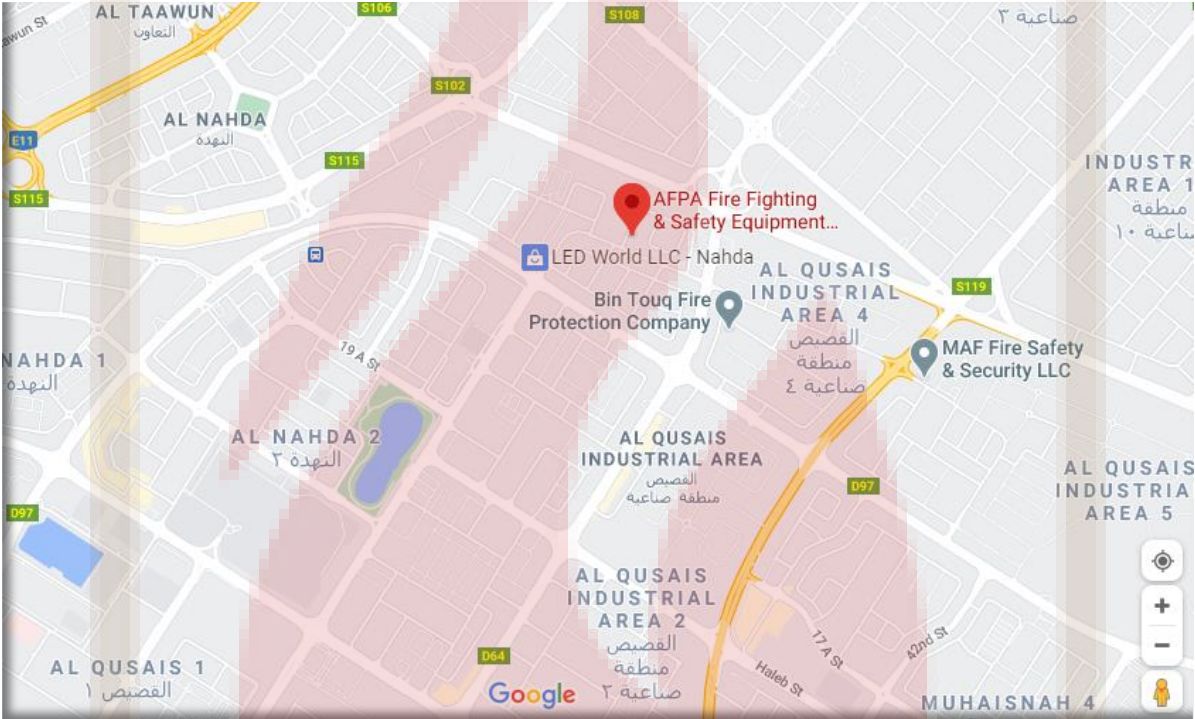 AL TAAWUN
التعاون
S106
S108
صناعية ٣
S102
AL NAHDA
النهدة
E11
S115
S115
AFPA Fire Fighting
& Safety Equipment...
LED World LLC - Nahda
AL QUSAIS
INDUSTRIAL
AREA 4
القصيص
منطقة
صناعية ٤
Bin Touq Fire
Protection Company
S119
MAF Fire Safety
& Security LLC
INDUSTR
AREA 1
منطقة
NAHDA 1
النهدة
19 A St
AL NAHDA 2
النهدة ٢
AL QUSAIS
INDUSTRIAL AREA
القصيص
منطقة صناعية
D97
AL QUSAIS
INDUSTRIA
AREA 5
D97
AL QUSAIS
INDUSTRIAL
AREA 2
القصيص
منطقة
صناعية ٢
17 A St
42nd St
Haleb St
D64
AL QUSAIS 1
القصيص ١
Google
MUHAISNAH 4